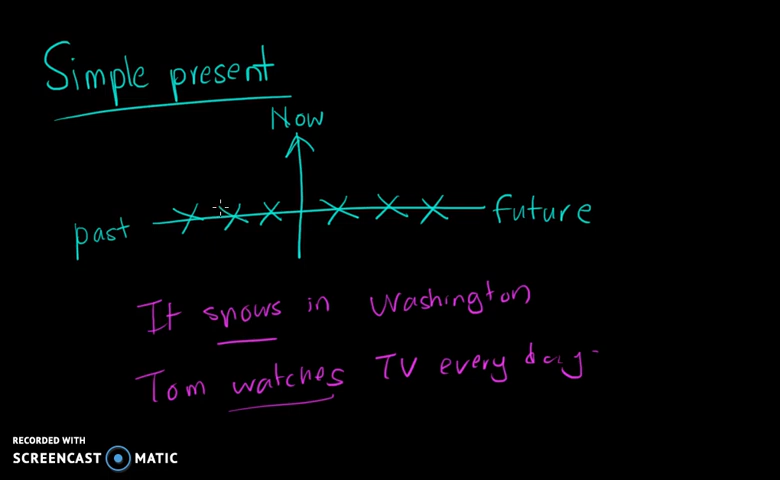 Simple present
Now
past
future
It snows in Washington
Tom watches TV every day
RECORDED WITH
SCREENCAST MATIC